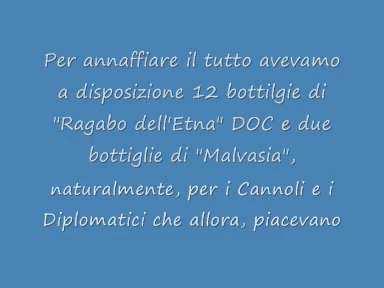 Per annaffiare il tutto avevamo
a disposizione 12 bottilgie di
"Ragabo dell'Etna" DOC e due
bottiglie di "Malvasia",
naturalmente, per i Cannoli e i
Diplomatici che allora, piacevano